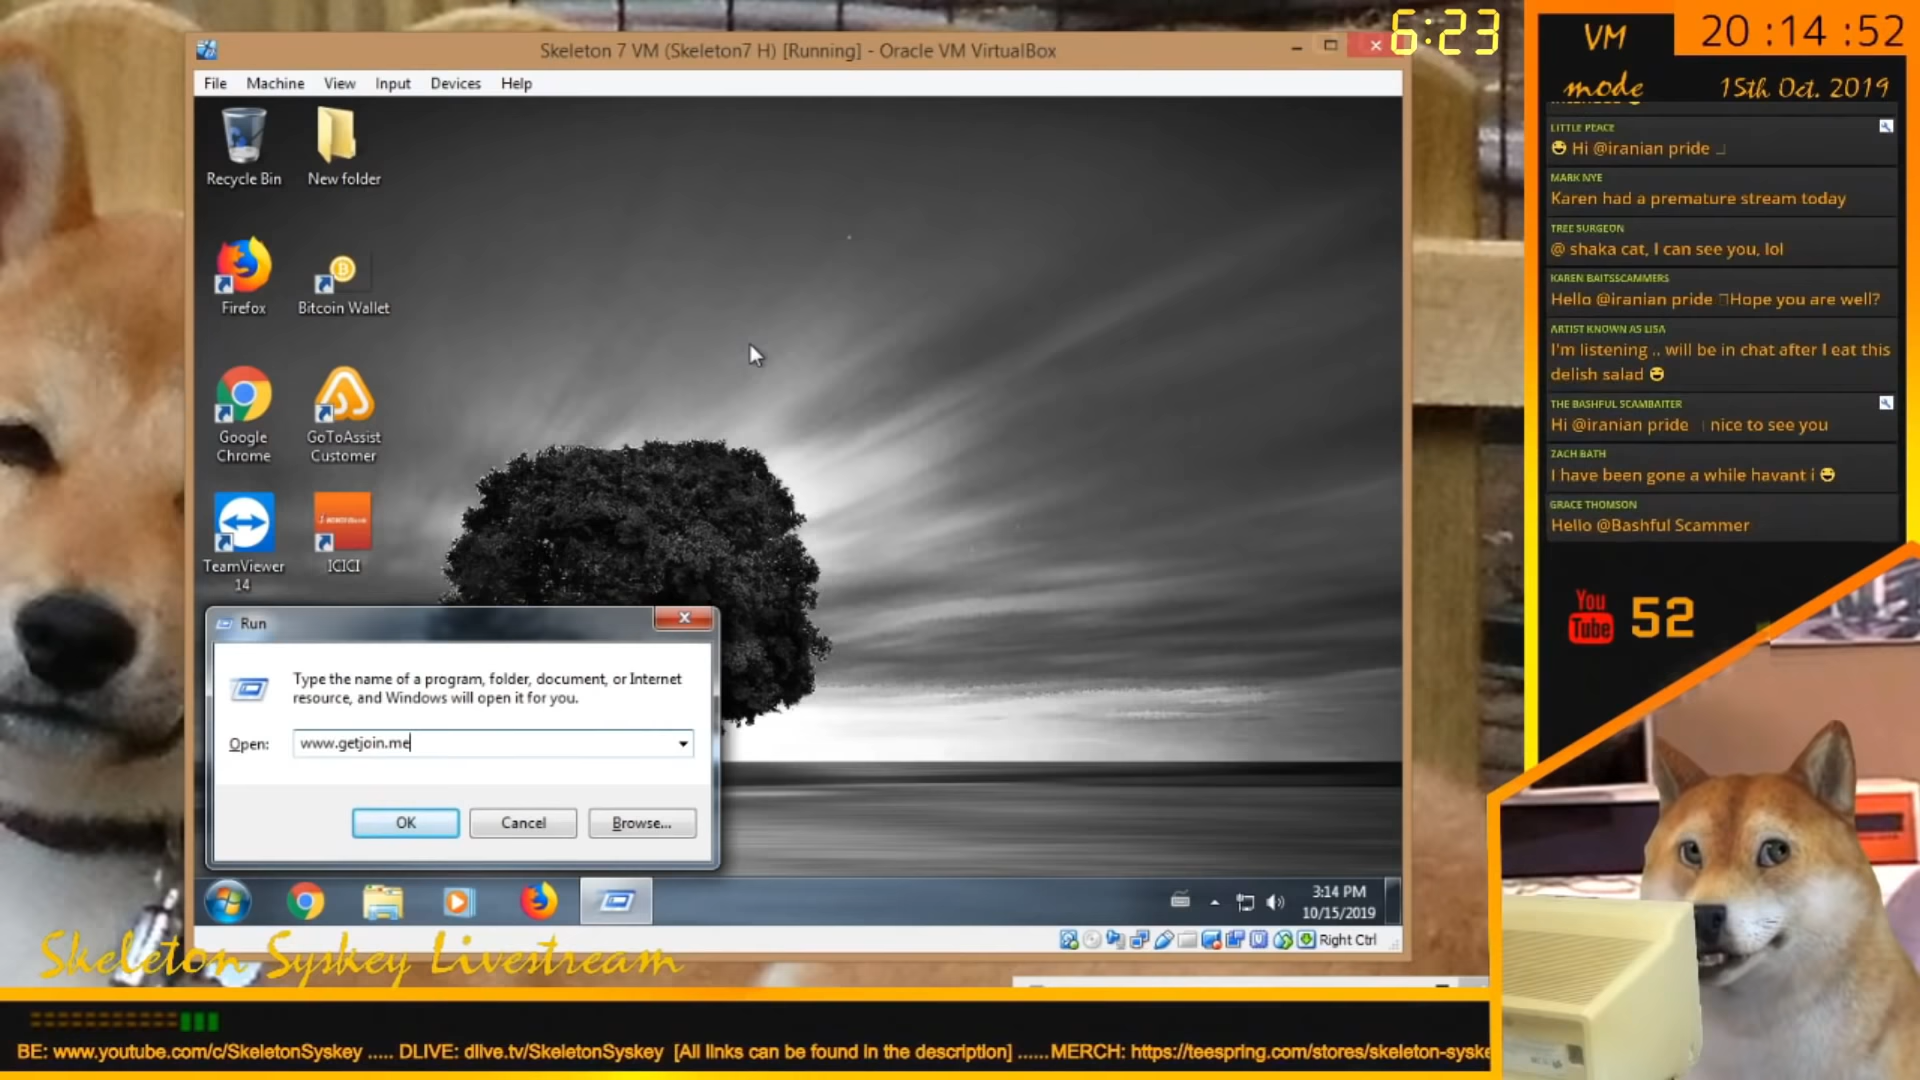 Skeleton 7 VM (Skeleton7 H) [Running] - Oracle VM VirtualBox
6:23
File Machine View Input Devices Help
Recycle Bin
New folder
Firefox
Bitcoin Wallet
Google Chrome
GoToAssist Customer
TeamViewer 14
ICICI
Run
Type the name of a program, folder, document, or Internet
resource, and Windows will open it for you.
Open: www.getjoin.me
OK Cancel Browse...
3:14 PM
10/15/2019
Right Ctrl
Skeleton Syskey Livestream
BE: www.youtube.com/c/SkeletonSyskey ..... DLIVE: dlive.tv/SkeletonSyskey [All links can be found in the description] ...... MERCH: https://teespring.com/stores/skeleton-syske
VM mode
20:14:52
15th Oct. 2019
LITTLE PEACE
Hi @iranian pride
MARK NYE
Karen had a premature stream today
TREE SURGEON
@ shaka cat, I can see you, lol
KAREN BAITSSCAMMERS
Hello @iranian pride Hope you are well?
ARTIST KNOWN AS LISA
I'm listening .. will be in chat after I eat this
delish salad
THE BASHFUL SCAMBAITER
Hi @iranian pride nice to see you
ZACH BATH
I have been gone a while havant i
GRACE THOMSON
Hello @Bashful Scammer
You Tube 52